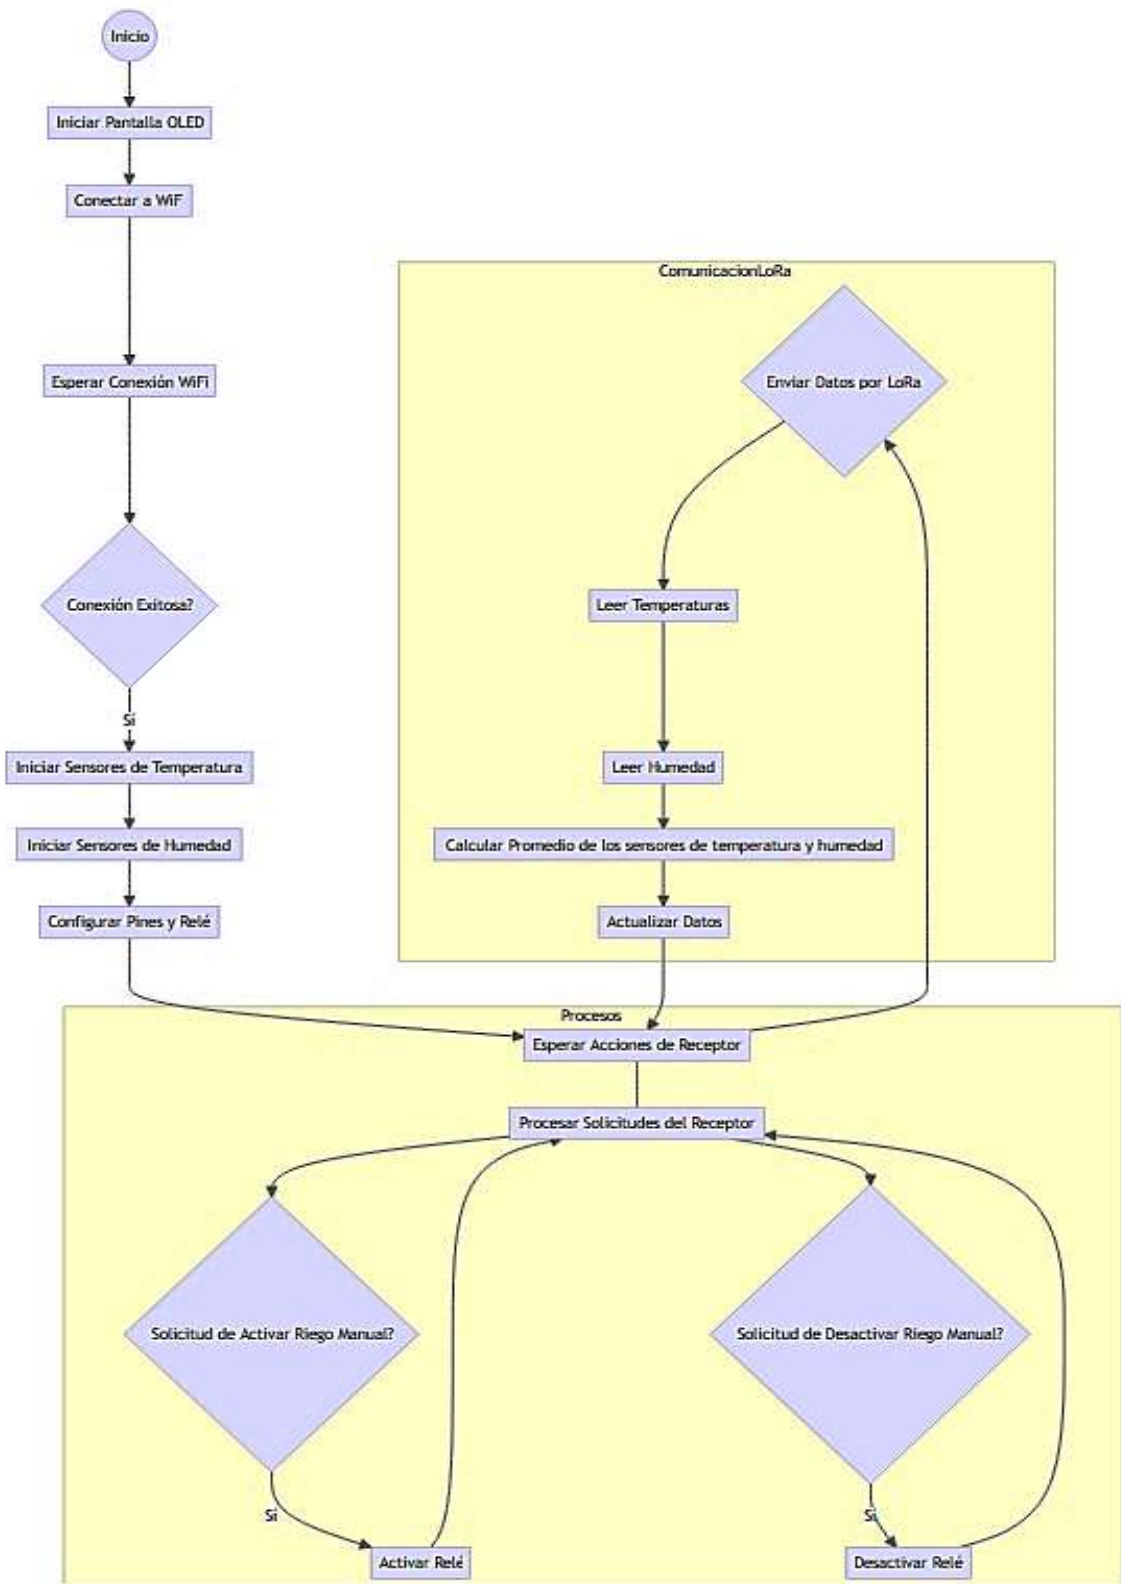 Inicio
Iniciar Pantalla OLED
Conectar a WiF
Esperar Conexión WiFi
Conexión Exitosa?
Sí
Iniciar Sensores de Temperatura
Iniciar Sensores de Humedad
Configurar Pines y Relé
ComunicacionLoRa
Enviar Datos por LoRa
Leer Temperaturas
Leer Humedad
Calcular Promedio de los sensores de temperatura y humedad
Actualizar Datos
Procesos
Esperar Acciones de Receptor
Procesar Solicitudes del Receptor
Solicitud de Activar Riego Manual?
Solicitud de Desactivar Riego Manual?
Sí
Sí
Activar Relé
Desactivar Relé